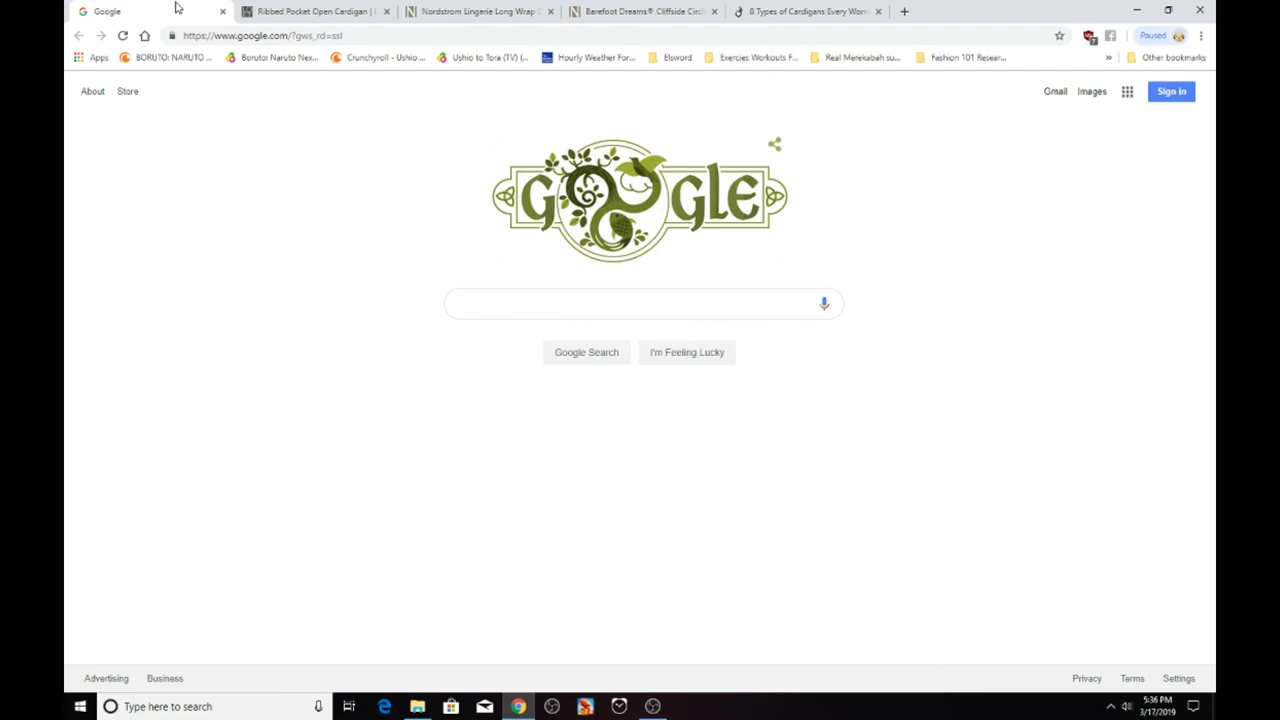 Google
Ribbed Pocket Open Cardigan | L
Nordstrom Lingerie Long Wrap C
Barefoot Dreams® Cliffside Circ
8 Types of Cardigans Every Wom
https://www.google.com/?gws_rd=ssl
Paused
Apps
BORUTO: NARUTO ...
Boruto: Naruto Nex...
Crunchyroll - Ushio ...
Ushio to Tora (TV) (...
Hourly Weather For...
Elsword
Exercies Workouts F...
Real Merekabah su...
Fashion 101 Resear...
»
Other bookmarks
About
Store
Gmail
Images
Sign in
GOOGLE
Google Search
I'm Feeling Lucky
Advertising
Business
Privacy
Terms
Settings
Type here to search
5:36 PM
3/17/2019